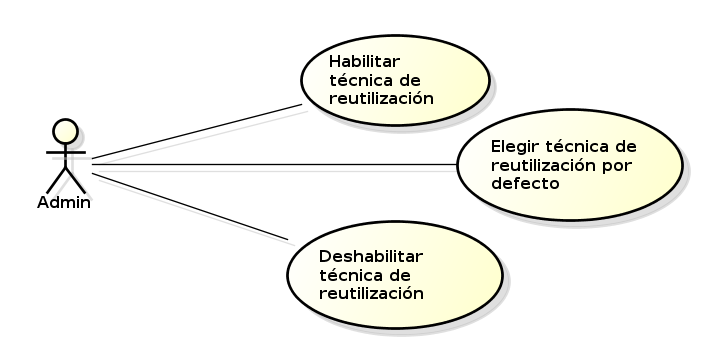 Habilitar
técnica de
reutilización
Elegir técnica de
reutilización por
defecto
Admin
Deshabilitar
técnica de
reutilización